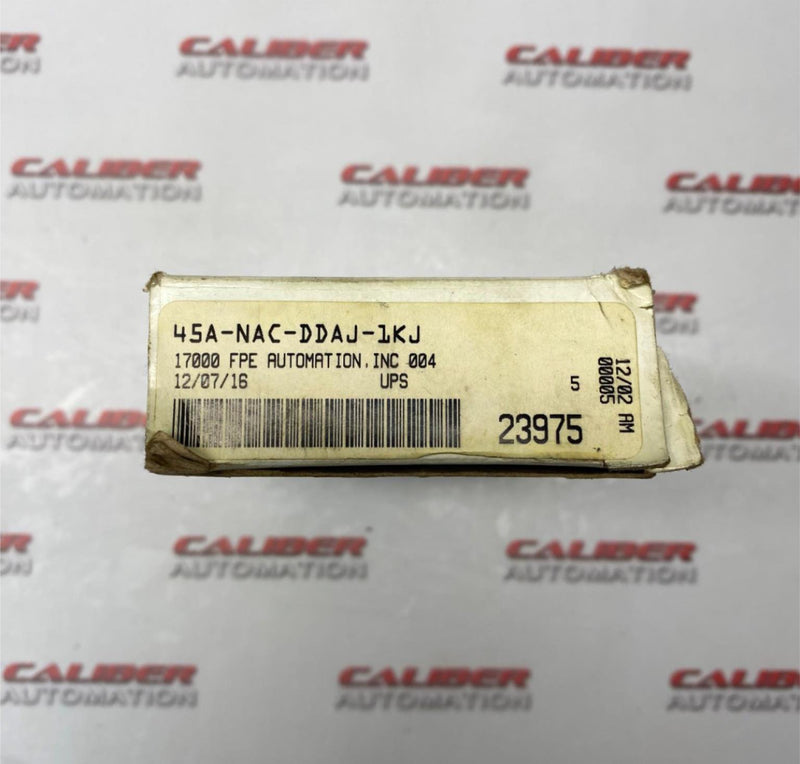 CALIBER
AUTOMATION
45A-NAC-DDAJ-1KJ
17000 FPE AUTOMATION, INC 004
12/07/16 UPS 5
23975
12/02 AM
00005